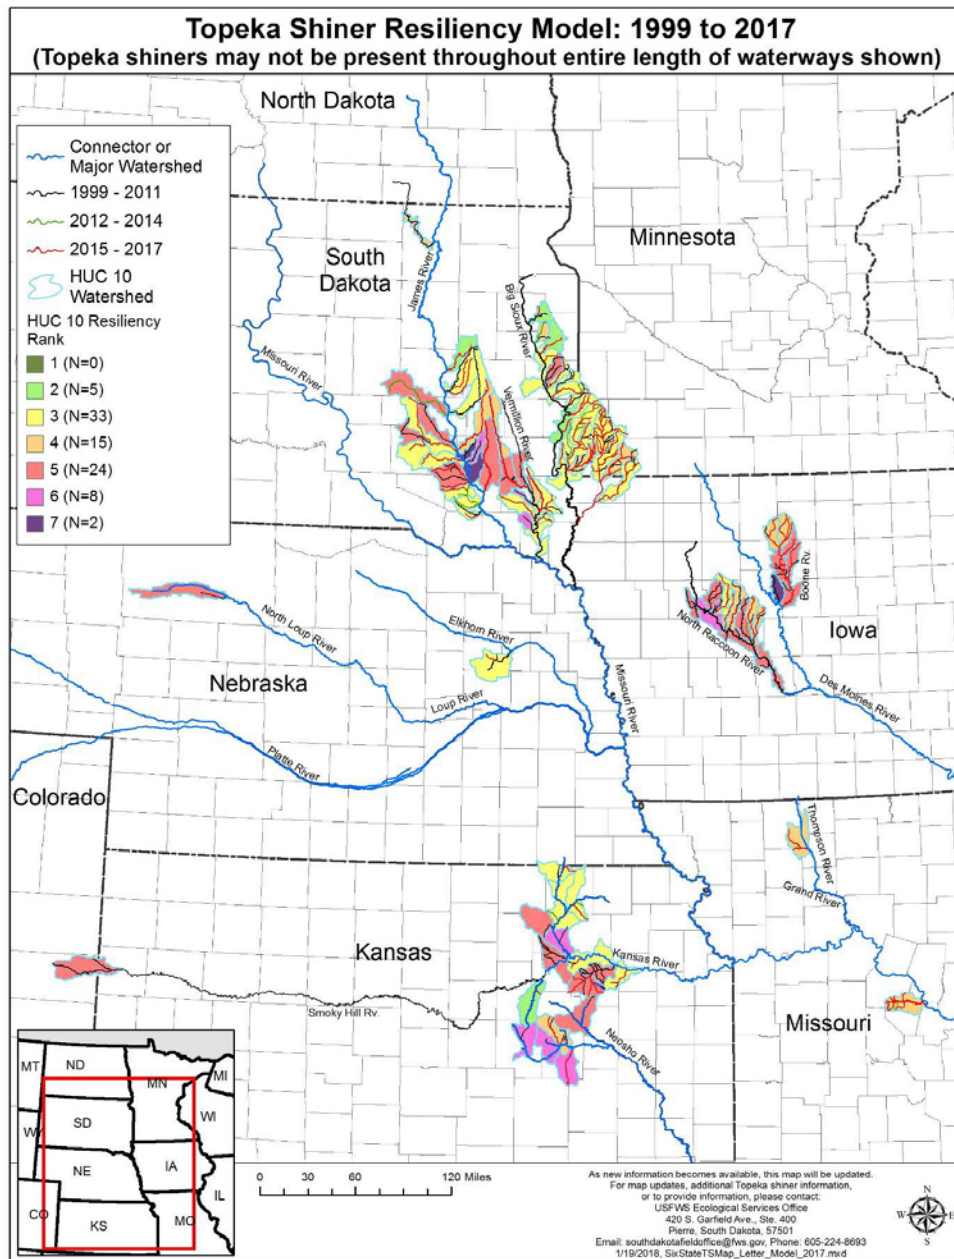 Topeka Shiner Resiliency Model: 1999 to 2017
(Topeka shiners may not be present throughout entire length of waterways shown)
Connector or
Major Watershed
1999 - 2011
2012 - 2014
2015 - 2017
HUC 10
Watershed
HUC 10 Resiliency
Rank
1 (N=0)
2 (N=5)
3 (N=33)
4 (N=15)
5 (N=24)
6 (N=8)
7 (N=2)
North Dakota
South
Dakota
Minnesota
James River
Big Sioux River
Missouri River
Vermillion River
Boone Rv.
Iowa
North Raccoon River
Des Moines River
North Loup River
Elkhorn River
Nebraska
Loup River
Missouri River
Platte River
Colorado
Thompson River
Grand River
Kansas
Kansas River
Smoky Hill Rv.
Neosho River
Missouri
MT
ND
MN
MI
SD
WI
WY
NE
IA
IL
CO
KS
MO
0 30 60 120 Miles
As new information becomes available, this map will be updated.
For map updates, additional Topeka shiner information,
or to provide information, please contact:
USFWS Ecological Services Office
420 S. Garfield Ave., Ste. 400
Pierre, South Dakota, 57501
Email: southdakotafieldoffice@fws.gov, Phone: 605-224-8693
1/19/2018, SixStateTSMap_Letter_Model_2017.mxd
N
W
E
S